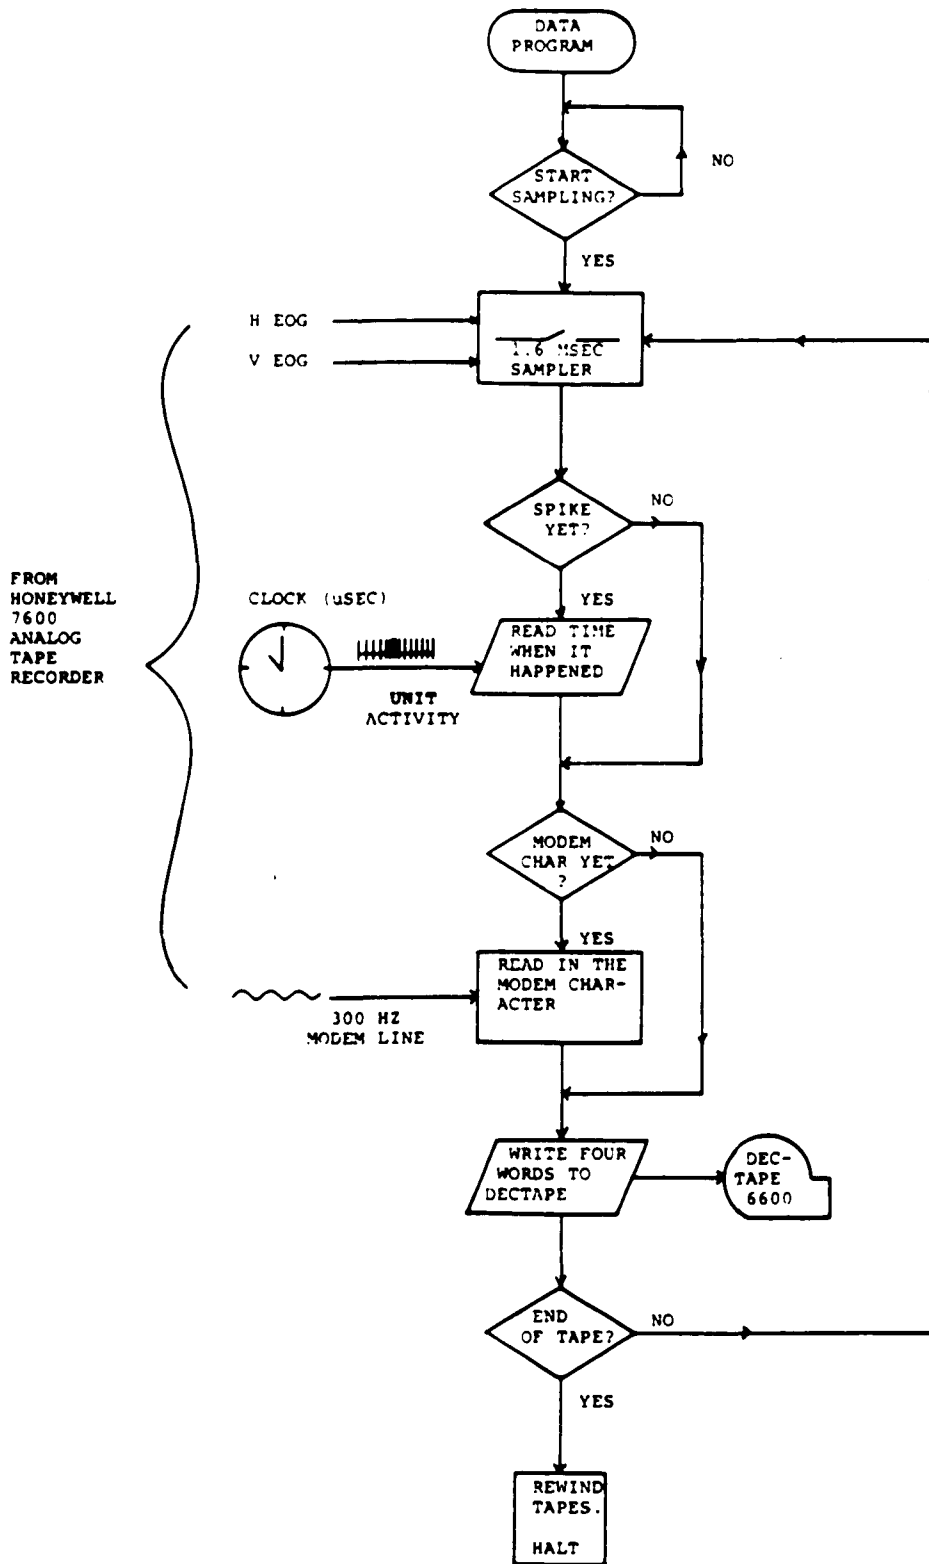 DATA
PROGRAM
NO
START
SAMPLING?
YES
H EOG
V EOG
1.6 MSEC
SAMPLER
SPIKE
YET?
NO
YES
FROM
HONEYWELL
7600
ANALOG
TAPE
RECORDER
CLOCK (uSEC)
UNIT
ACTIVITY
READ TIME
WHEN IT
HAPPENED
MODEM
CHAR YET
?
NO
YES
READ IN THE
MODEM CHAR-
ACTER
300 HZ
MODEM LINE
WRITE FOUR
WORDS TO
DECTAPE
DEC-
TAPE
6600
END
OF TAPE?
NO
YES
REWIND
TAPES.
HALT